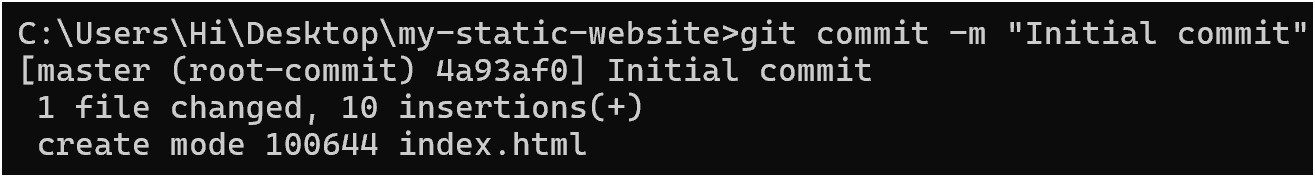 C:\Users\Hi\Desktop\my-static-website>git commit -m "Initial commit"
[master (root-commit) 4a93af0] Initial commit
 1 file changed, 10 insertions(+)
 create mode 100644 index.html